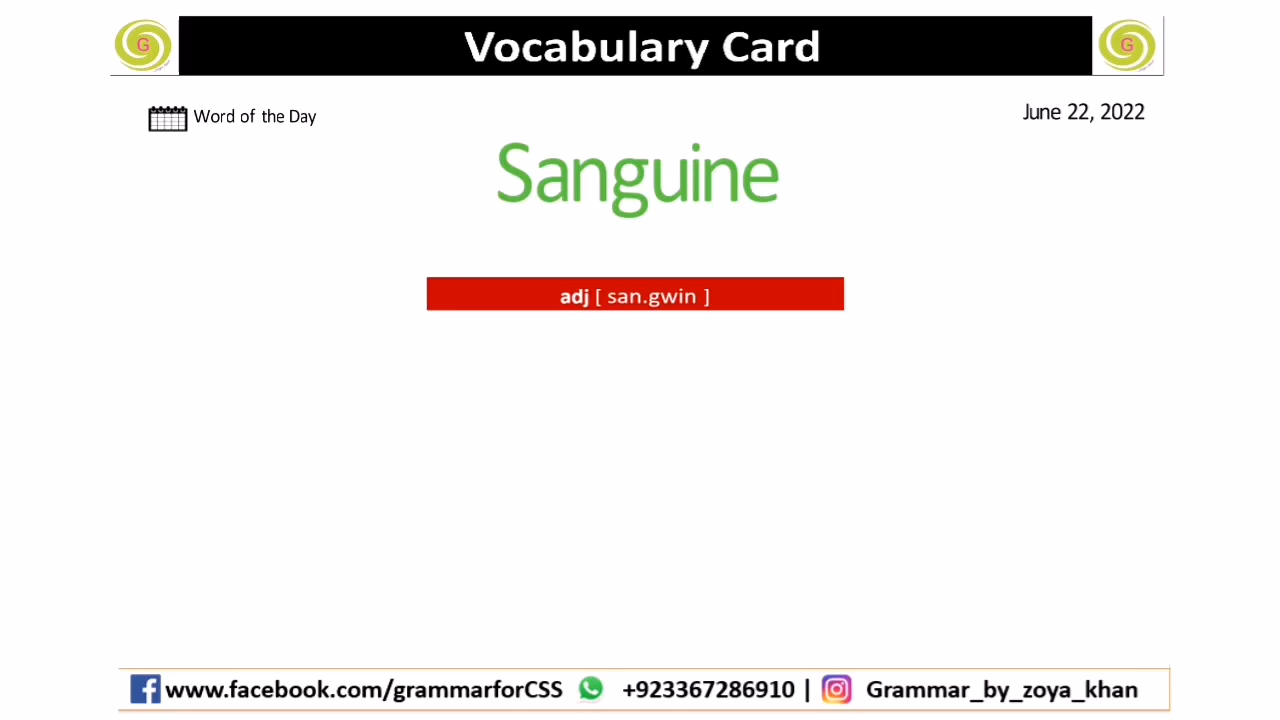 G Vocabulary Card G
Word of the Day
June 22, 2022
Sanguine
adj [ san.gwin ]
www.facebook.com/grammarforCSS +923367286910 | Grammar_by_zoya_khan